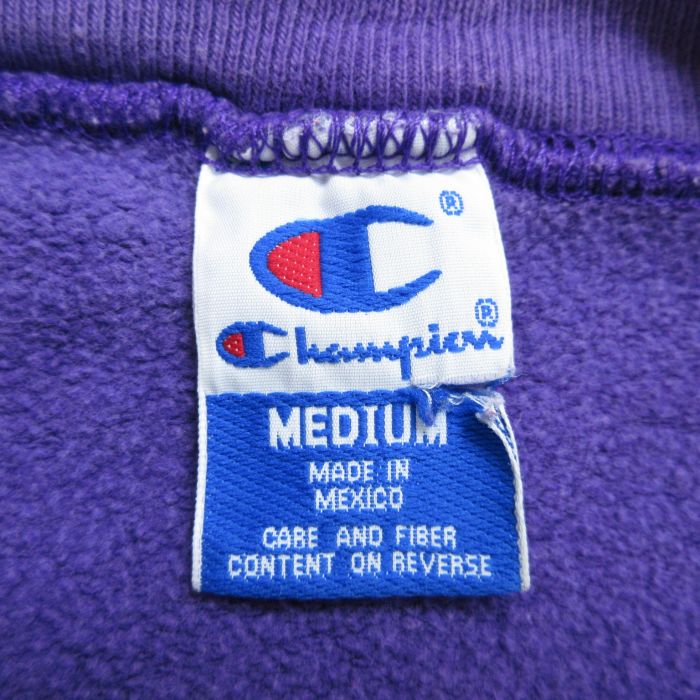 ®
Champion®
MEDIUM
MADE IN
MEXICO
CARE AND FIBER
CONTENT ON REVERSE